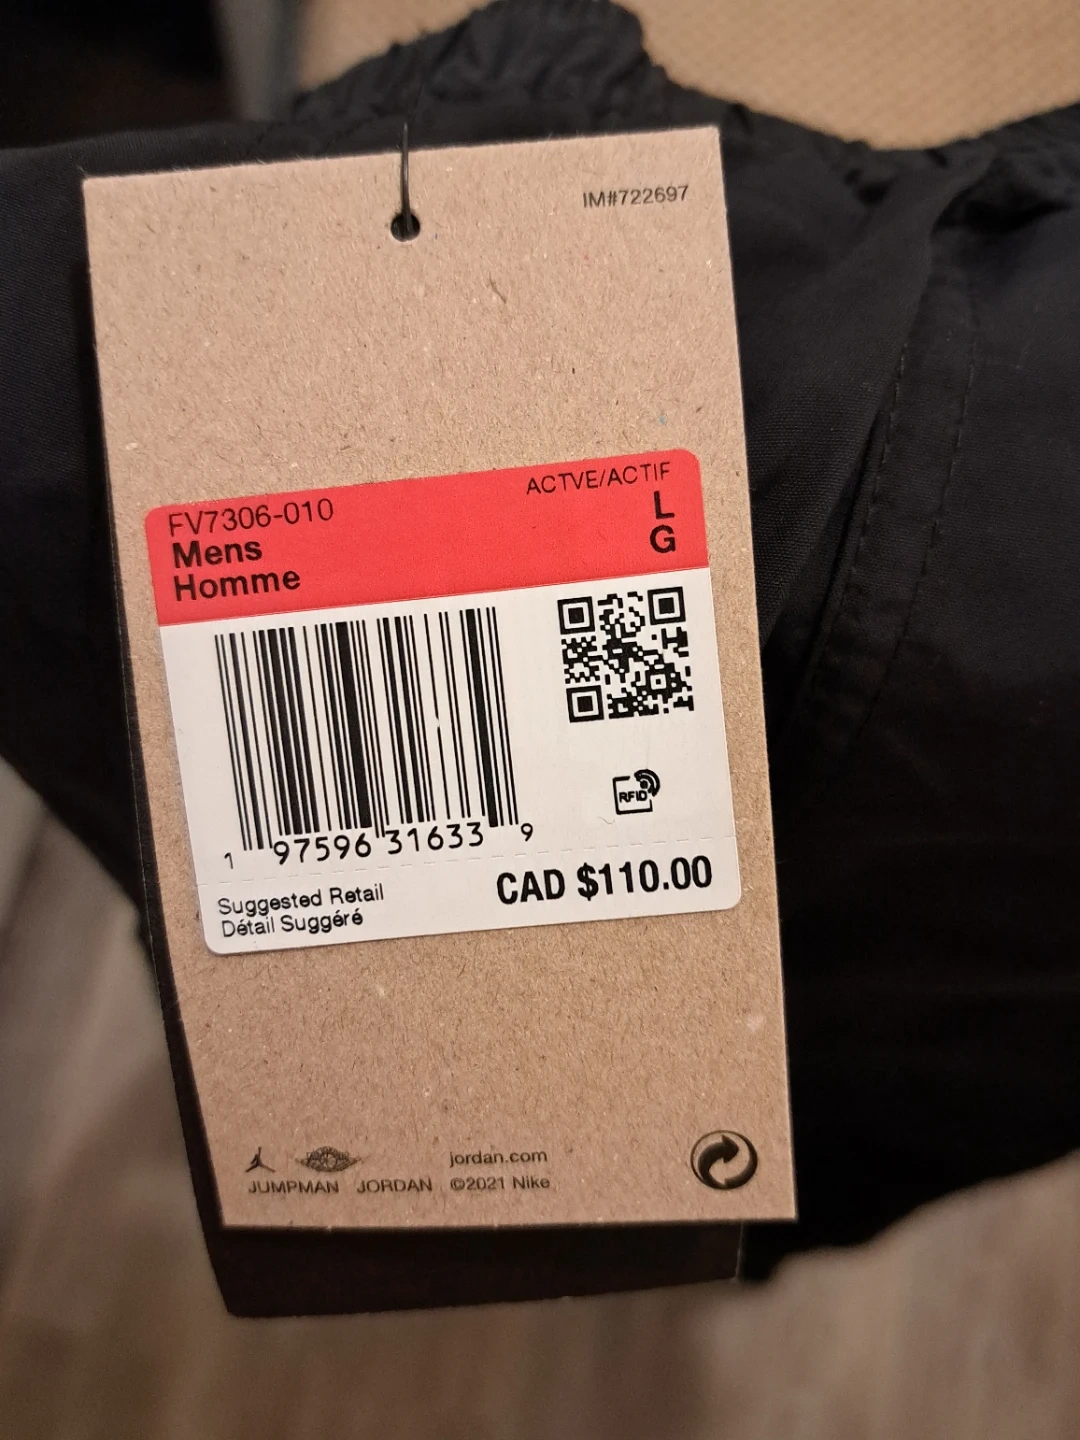 IM#722697
ACTVE/ACTIF
FV7306-010
L
Mens
G
Homme
RFID
1 97596 31633 9
CAD $110.00
Suggested Retail
Détail Suggéré
jordan.com
JUMPMAN JORDAN ©2021 Nike